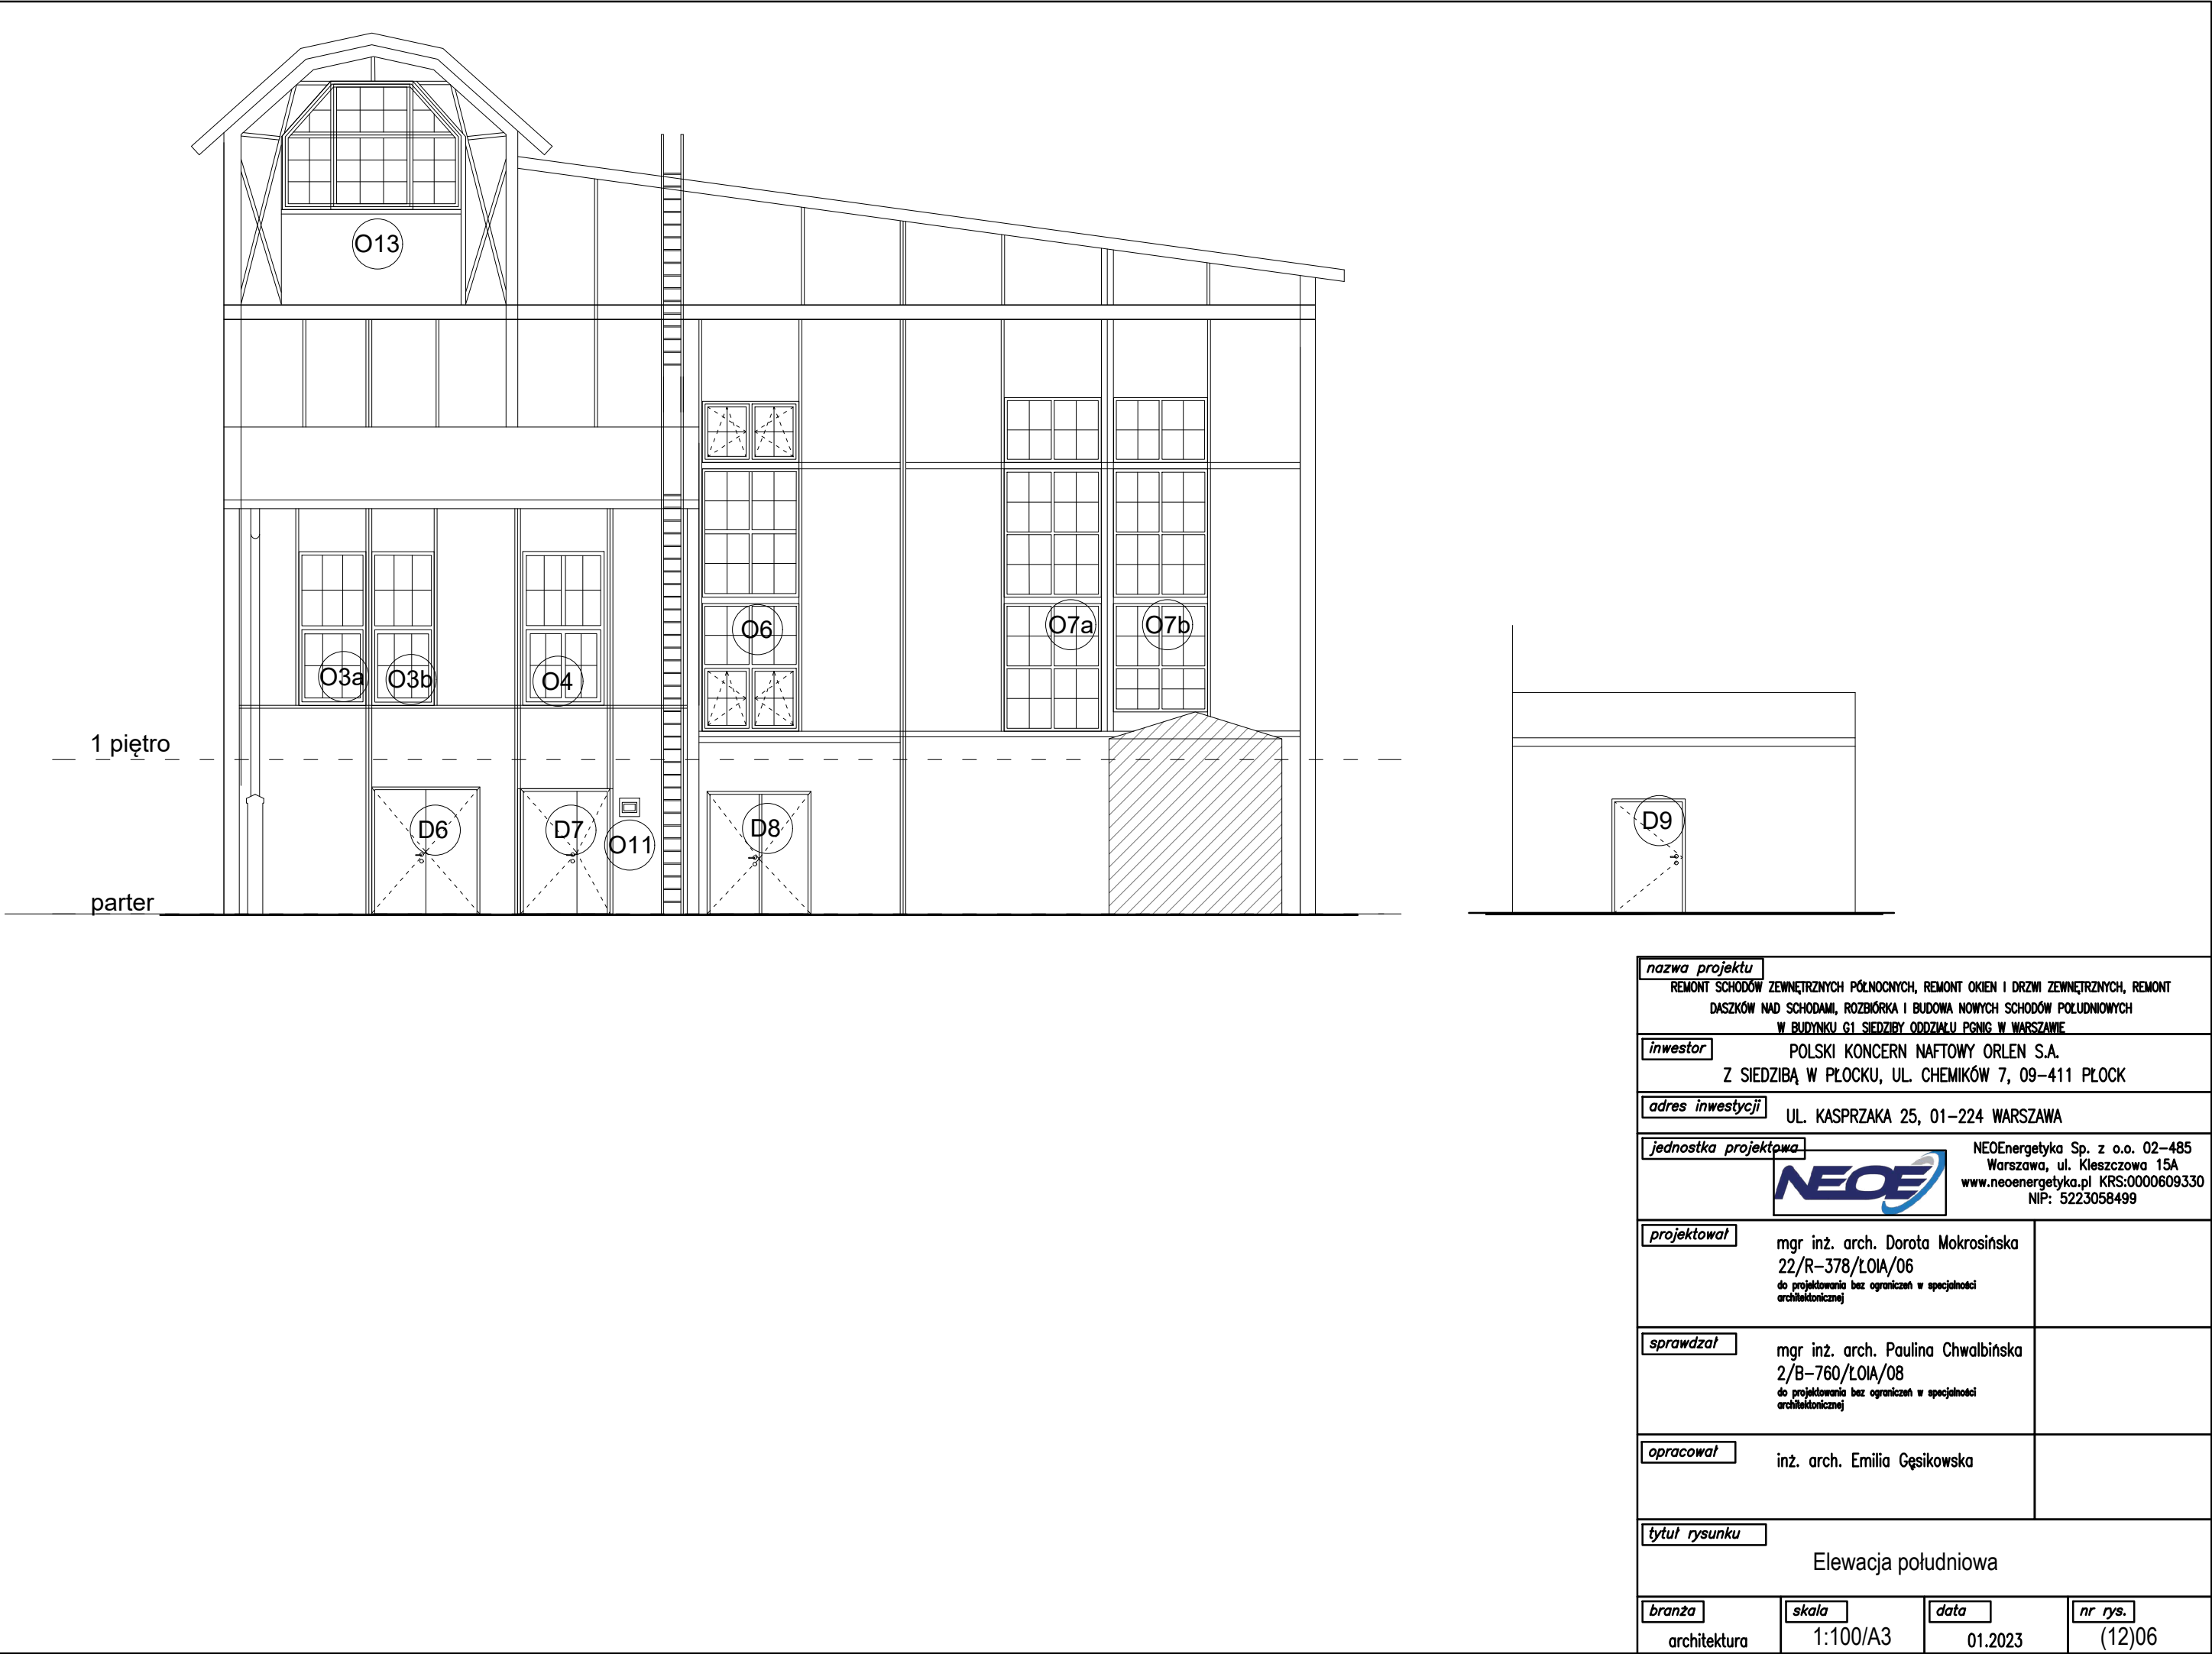 O13
O6
O7a
O7b
O3a
O3b
O4
1 piętro
D6
D7
O11
D8
D9
parter
nazwa projektu
REMONT SCHODÓW ZEWNĘTRZNYCH PÓŁNOCNYCH, REMONT OKIEN I DRZWI ZEWNĘTRZNYCH, REMONT
DASZKÓW NAD SCHODAMI, ROZBIÓRKA I BUDOWA NOWYCH SCHODÓW POŁUDNIOWYCH
W BUDYNKU G1 SIEDZIBY ODDZIAŁU PGNIG W WARSZAWIE
inwestor
POLSKI KONCERN NAFTOWY ORLEN S.A.
Z SIEDZIBĄ W PŁOCKU, UL. CHEMIKÓW 7, 09-411 PŁOCK
adres inwestycji
UL. KASPRZAKA 25, 01-224 WARSZAWA
jednostka projektowa
NEOE
NEOEnergetyka Sp. z o.o. 02-485
Warszawa, ul. Kleszczowa 15A
www.neoenergetyka.pl KRS:0000609330
NIP: 5223058499
projektował
mgr inż. arch. Dorota Mokrosińska
22/R-378/ŁOIA/06
do projektowania bez ograniczeń w specjalności
architektonicznej
sprawdzał
mgr inż. arch. Paulina Chwalbińska
2/B-760/ŁOIA/08
do projektowania bez ograniczeń w specjalności
architektonicznej
opracował
inż. arch. Emilia Gęsikowska
tytuł rysunku
Elewacja południowa
branża
architektura
skala
1:100/A3
data
01.2023
nr rys.
(12)06